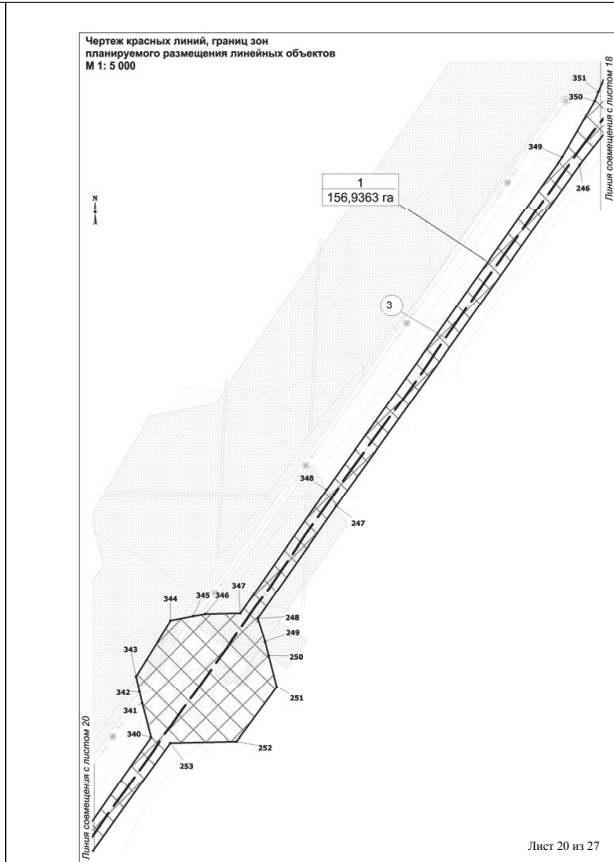 Чертеж красных линий, границ зон
планируемого размещения линейных объектов
М 1: 5 000
351
350
Линия совмещения с листом 18
349
246
1
156,9363 га
N
3
348
247
347
346
345
344
248
249
250
343
251
342
341
340
252
253
Линия совмещения с листом 20
Лист 20 из 27